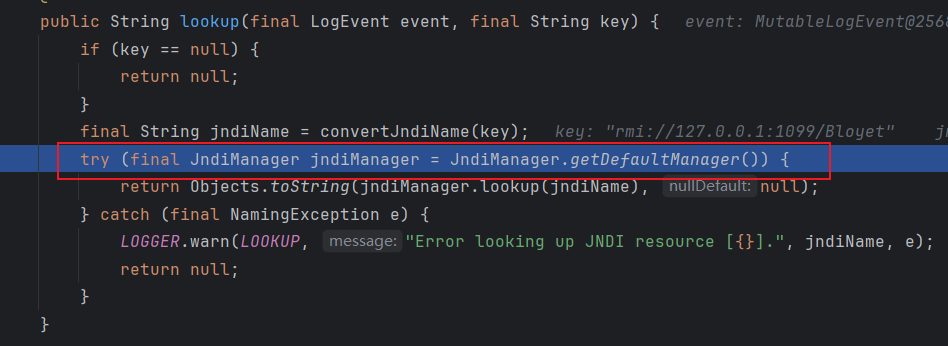 public String lookup(final LogEvent event, final String key) { event: MutableLogEvent@256
if (key == null) {
return null;
}
final String jndiName = convertJndiName(key); key: "rmi://127.0.0.1:1099/Bloyet"
try (final JndiManager jndiManager = JndiManager.getDefaultManager()) {
return Objects.toString(jndiManager.lookup(jndiName), nullDefault: null);
} catch (final NamingException e) {
LOGGER.warn(LOOKUP, message: "Error looking up JNDI resource [{}].", jndiName, e);
return null;
}
}